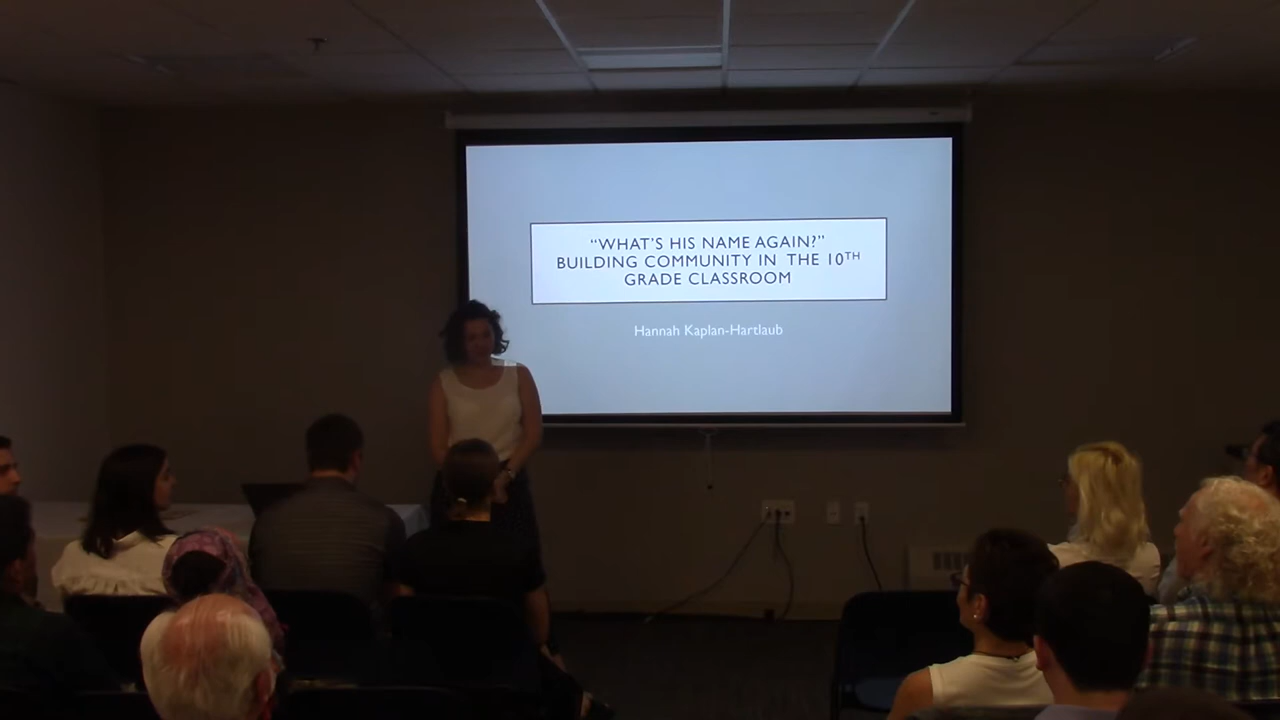 “WHAT’S HIS NAME AGAIN?”
BUILDING COMMUNITY IN THE 10TH
GRADE CLASSROOM
Hannah Kaplan-Hartlaub